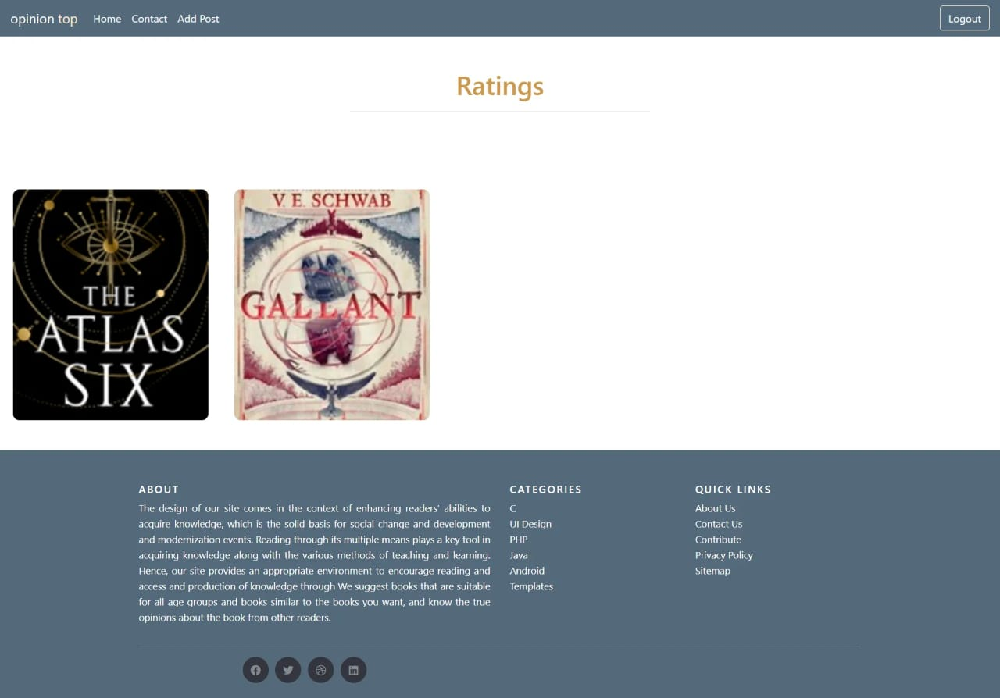 opinion top Home Contact Add Post Logout
Ratings
THE
ATLAS
SIX
V. E. SCHWAB
GALLANT
ABOUT
The design of our site comes in the context of enhancing readers' abilities to
acquire knowledge, which is the solid basis for social change and development
and modernization events. Reading through its multiple means plays a key tool in
acquiring knowledge along with the various methods of teaching and learning.
Hence, our site provides an appropriate environment to encourage reading and
access and production of knowledge through We suggest books that are suitable
for all age groups and books similar to the books you want, and know the true
opinions about the book from other readers.
CATEGORIES
C
UI Design
PHP
Java
Android
Templates
QUICK LINKS
About Us
Contact Us
Contribute
Privacy Policy
Sitemap